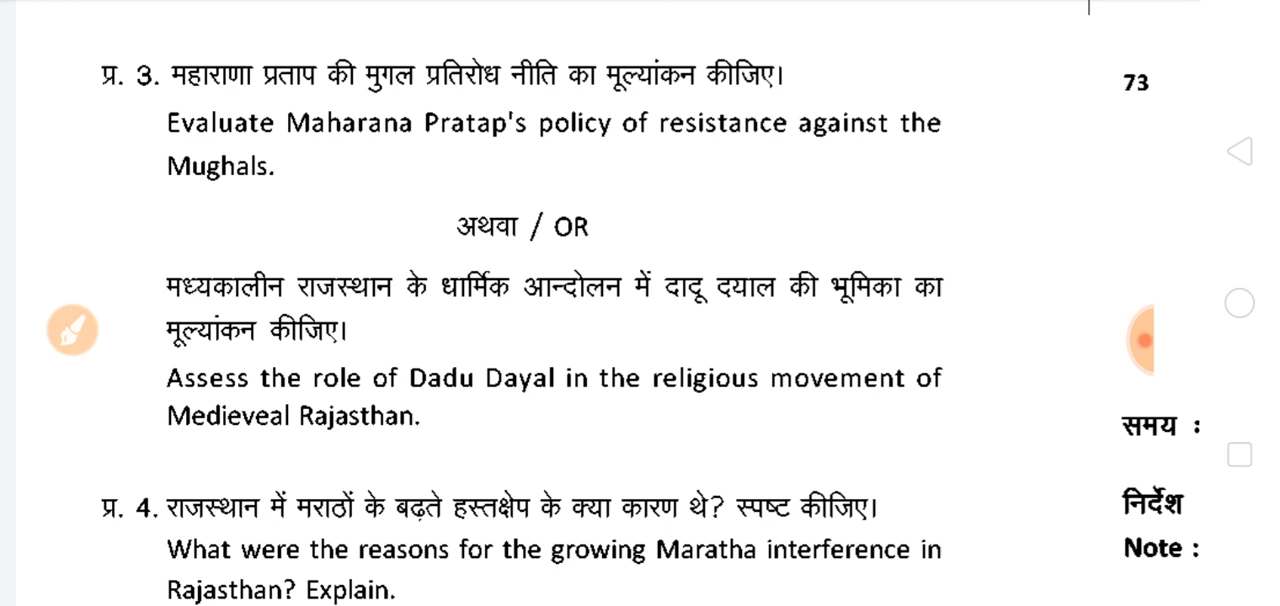 प्र. 3. महाराणा प्रताप की मुगल प्रतिरोध नीति का मूल्यांकन कीजिए।
Evaluate Maharana Pratap's policy of resistance against the
Mughals.
अथवा / OR
मध्यकालीन राजस्थान के धार्मिक आन्दोलन में दादू दयाल की भूमिका का
मूल्यांकन कीजिए।
Assess the role of Dadu Dayal in the religious movement of
Medieveal Rajasthan.
प्र. 4. राजस्थान में मराठों के बढ़ते हस्तक्षेप के क्या कारण थे? स्पष्ट कीजिए।
What were the reasons for the growing Maratha interference in
Rajasthan? Explain.
73
समय :
निर्देश
Note :